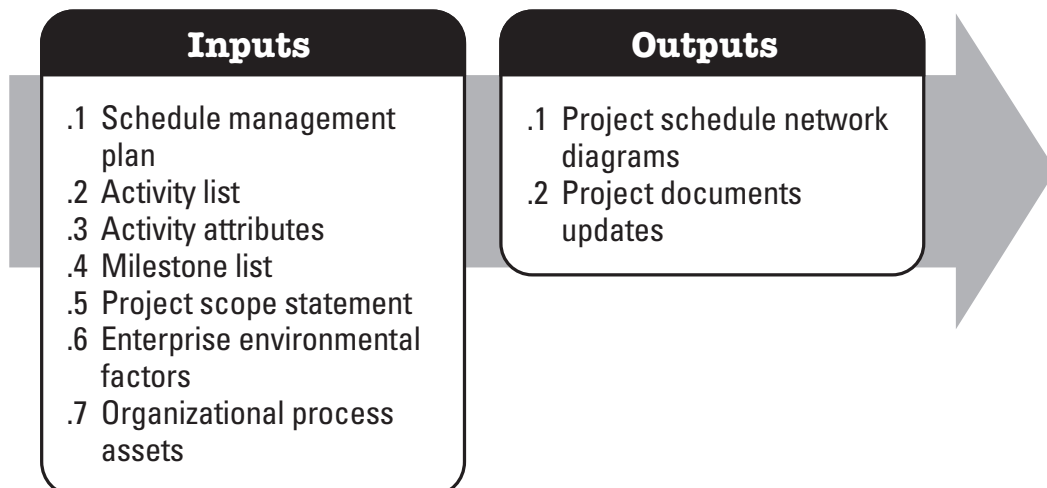 Inputs
.1 Schedule management
plan
.2 Activity list
.3 Activity attributes
.4 Milestone list
.5 Project scope statement
.6 Enterprise environmental
factors
.7 Organizational process
assets
Outputs
.1 Project schedule network
diagrams
.2 Project documents
updates